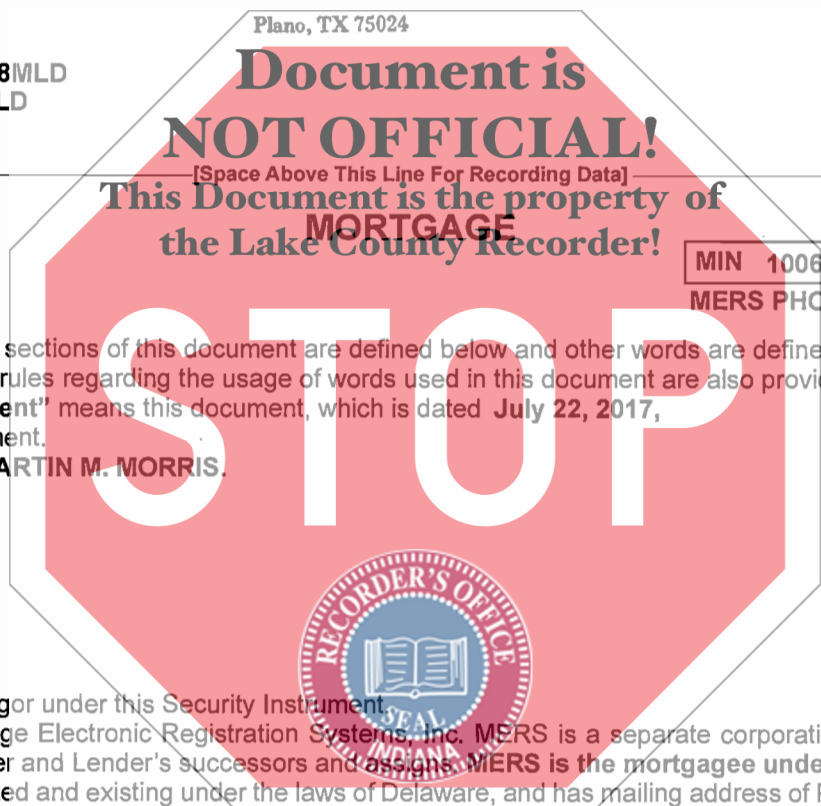 Plano, TX 75024
8MLD
LD
Document is
NOT OFFICIAL!
[Space Above This Line For Recording Data]
This Document is the property of
MORTGAGE
the Lake County Recorder!
MIN 1006
MERS PHO
sections of this document are defined below and other words are define
rules regarding the usage of words used in this document are also provi
ent” means this document, which is dated July 22, 2017,
ent.
ARTIN M. MORRIS.
STOP
RECORDER'S OFFICE
SEAL
INDIANA
gor under this Security Instrument
ge Electronic Registration Systems, Inc. MERS is a separate corporati
er and Lender’s successors and assigns. MERS is the mortgagee unde
ed and existing under the laws of Delaware, and has mailing address of P